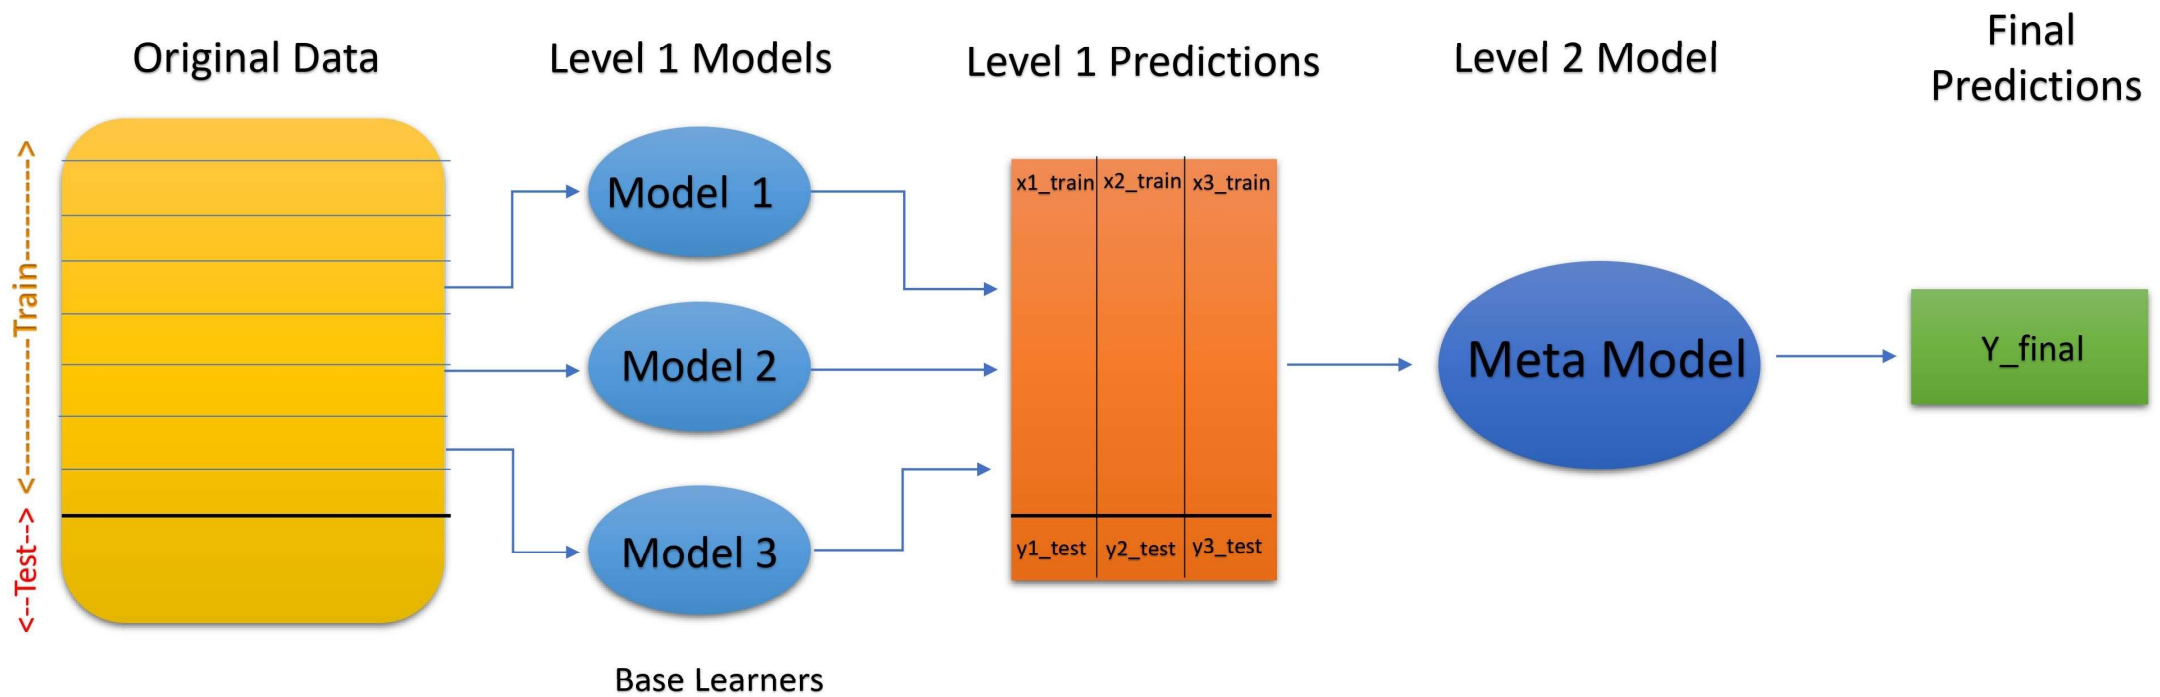 Original Data
Level 1 Models
Level 1 Predictions
Level 2 Model
Final
Predictions
<-------------Train------------->
<--Test-->
Model 1
Model 2
Model 3
Base Learners
x1_train x2_train x3_train
y1_test y2_test y3_test
Meta Model
Y_final